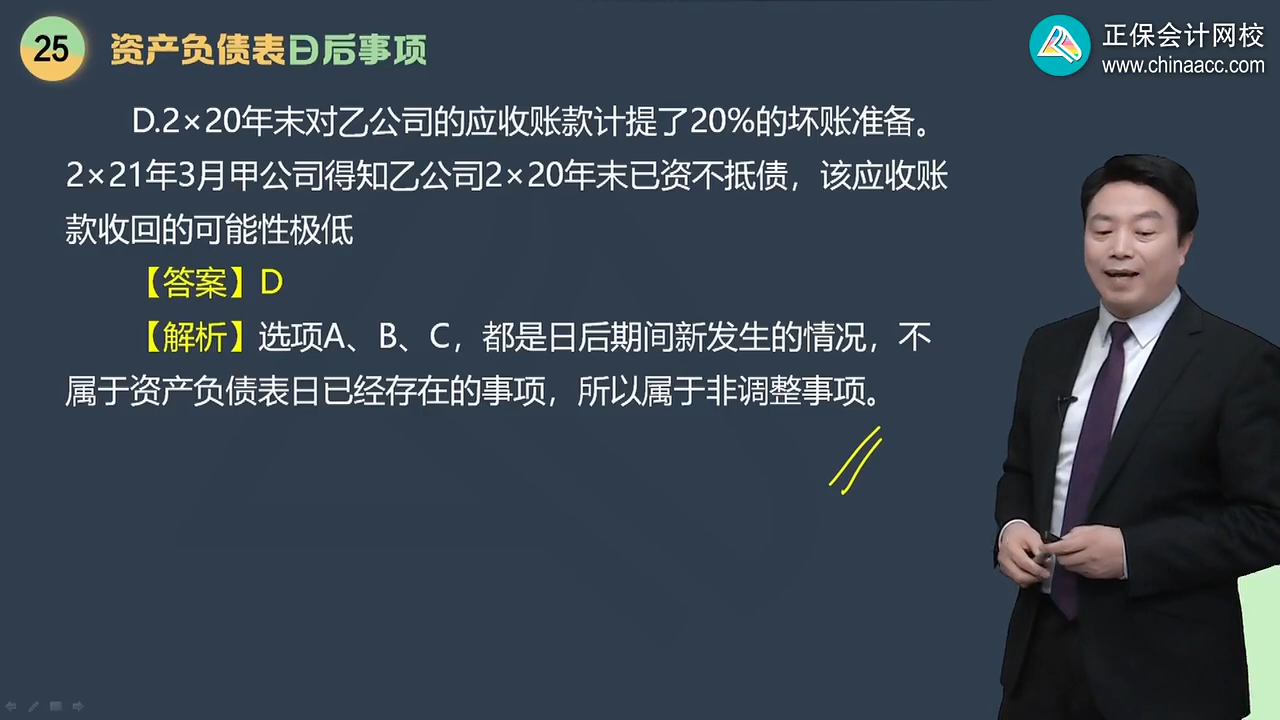 25 资产负债表日后事项
正保会计网校
www.chinaacc.com
D.2×20年末对乙公司的应收账款计提了20%的坏账准备。
2×21年3月甲公司得知乙公司2×20年末已资不抵债，该应收账
款收回的可能性极低
【答案】D
【解析】选项A、B、C，都是日后期间新发生的情况，不
属于资产负债表日已经存在的事项，所以属于非调整事项。